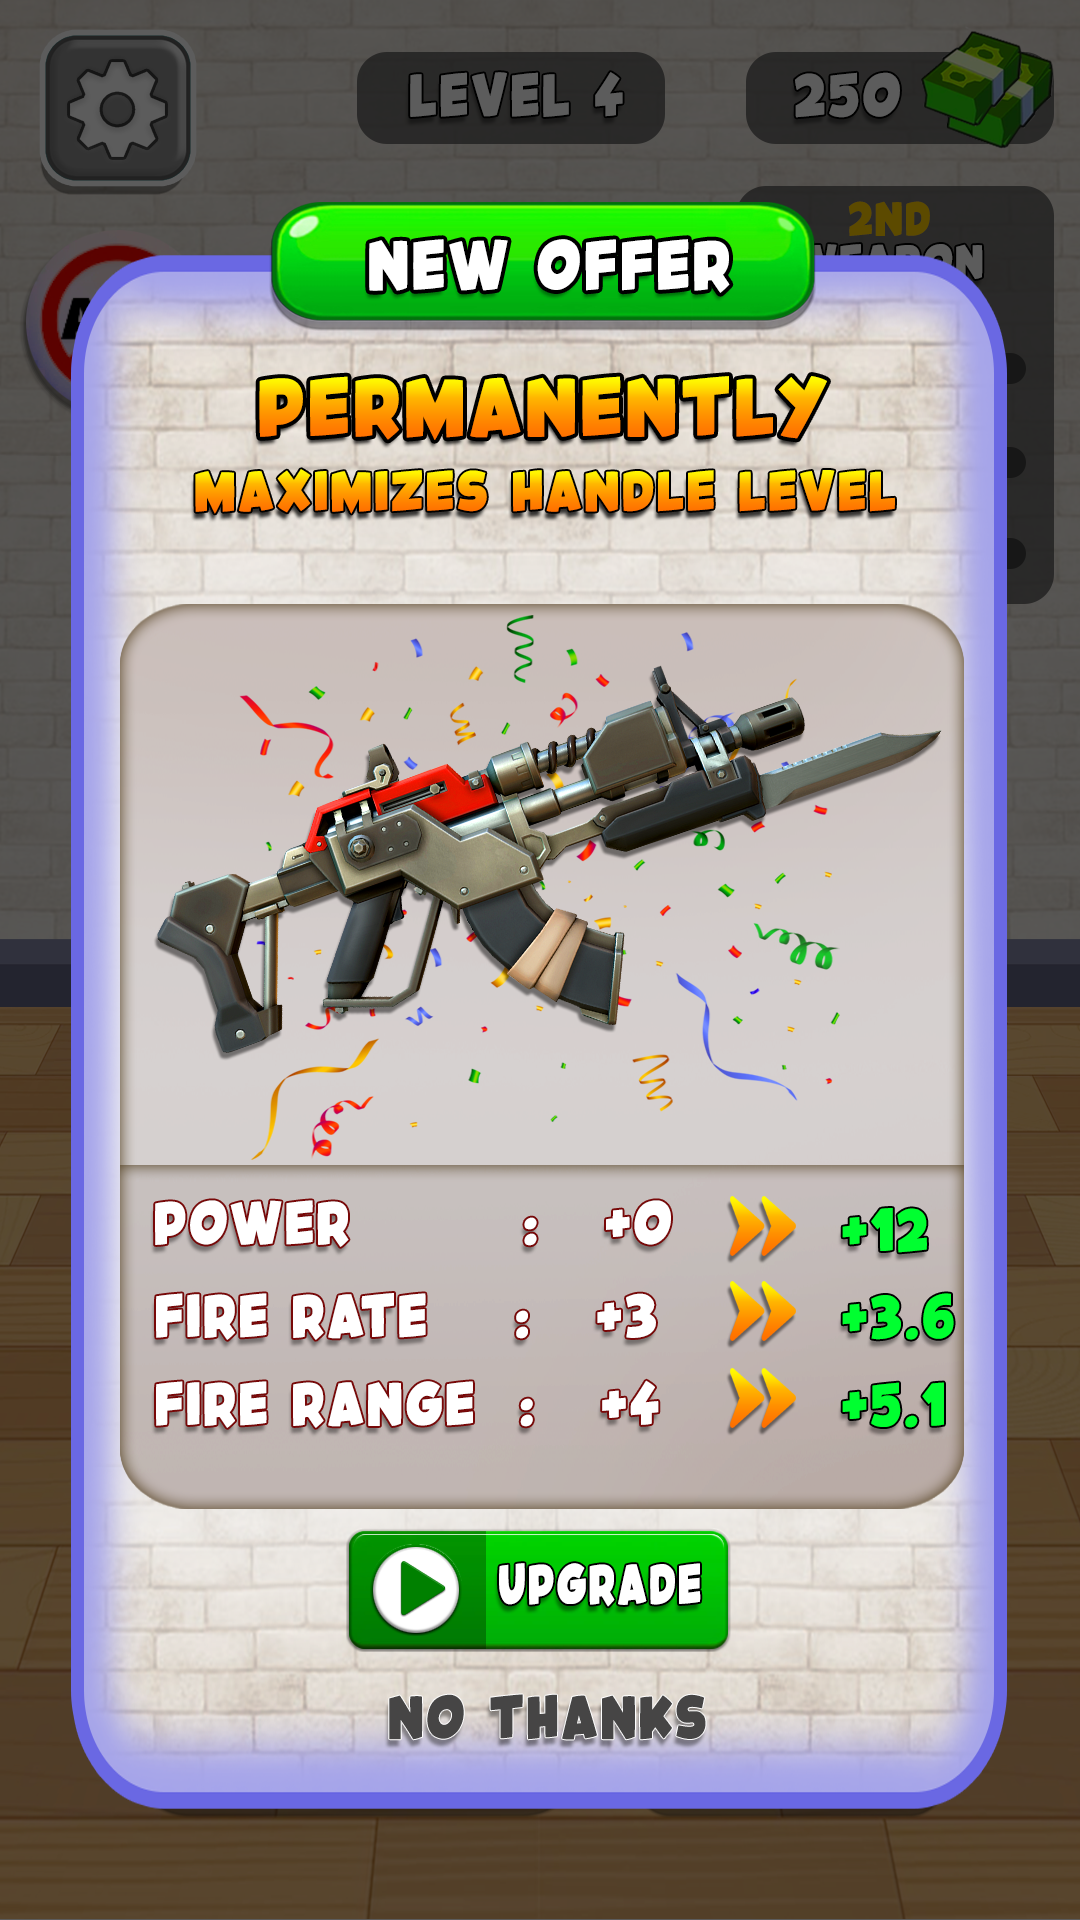 LEVEL 4
250
2ND
WEAPON
NEW OFFER
PERMANENTLY
MAXIMIZES HANDLE LEVEL
POWER : +0 +12
FIRE RATE : +3 +3.6
FIRE RANGE : +4 +5.1
UPGRADE
NO THANKS